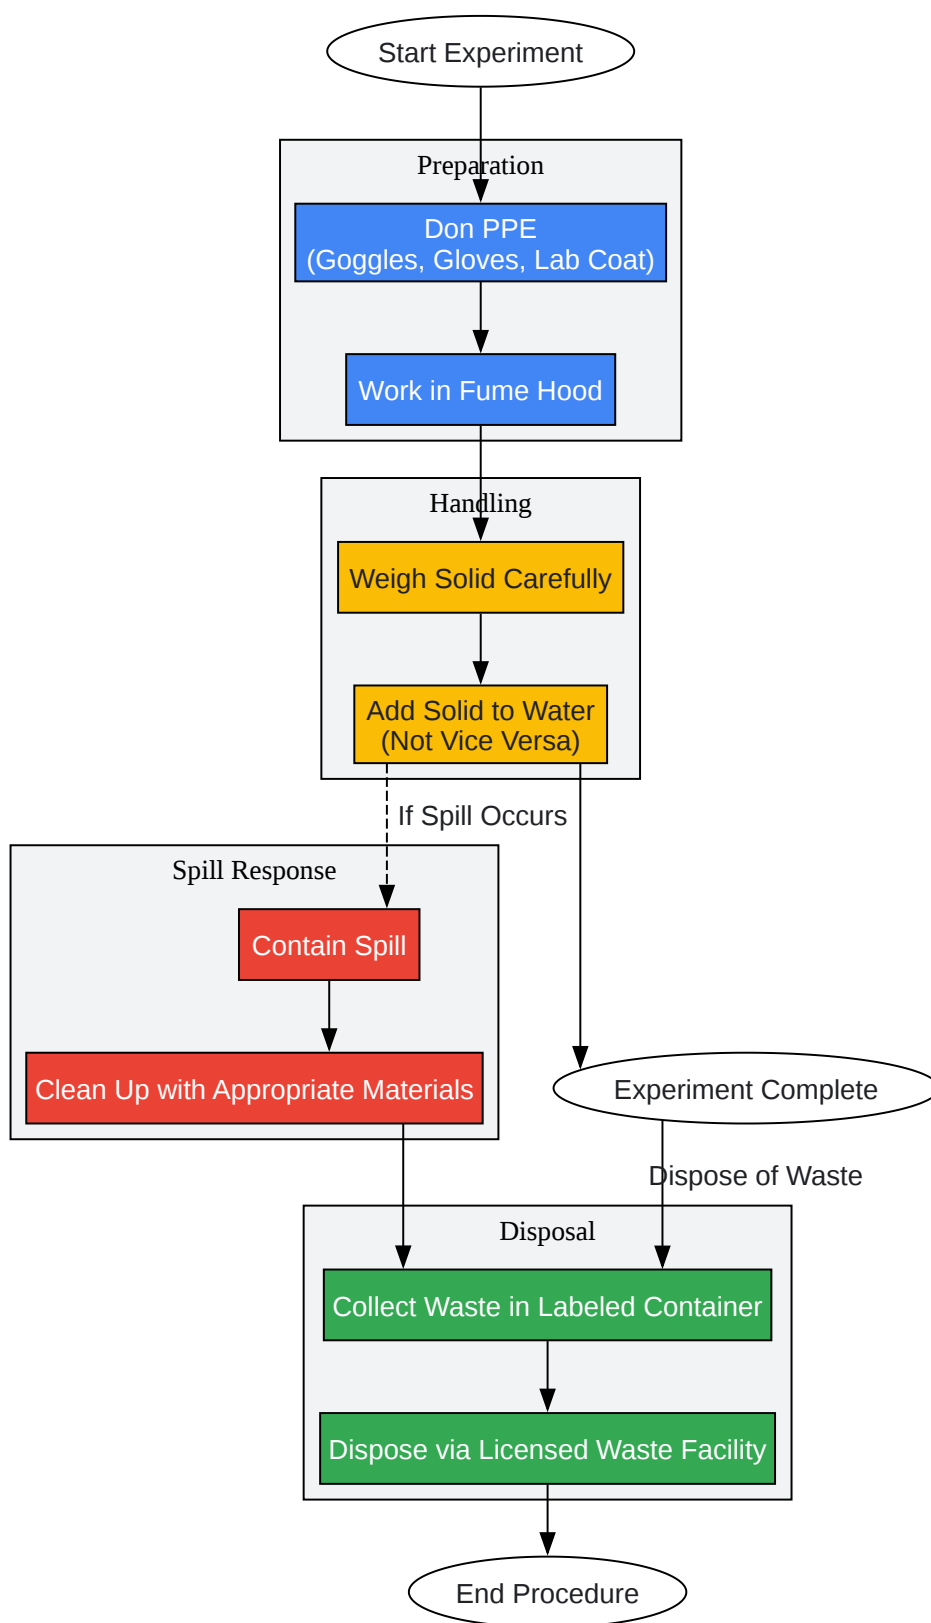 Start Experiment
Preparation
Don PPE
(Goggles, Gloves, Lab Coat)
Work in Fume Hood
Handling
Weigh Solid Carefully
Add Solid to Water
(Not Vice Versa)
If Spill Occurs
Spill Response
Contain Spill
Clean Up with Appropriate Materials
Experiment Complete
Dispose of Waste
Disposal
Collect Waste in Labeled Container
Dispose via Licensed Waste Facility
End Procedure